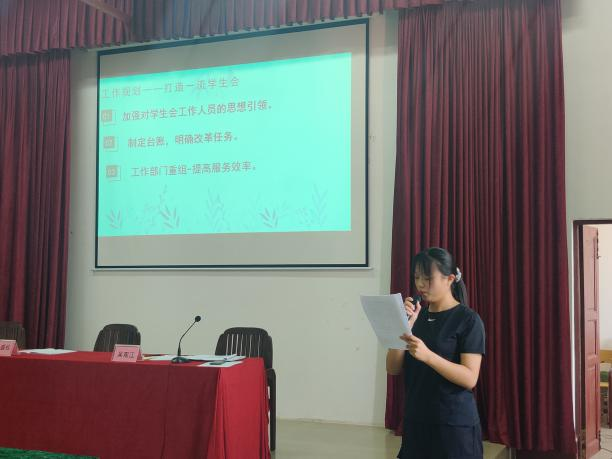 工作规划——打造一流学生会
01
加强对学生会工作人员的思想引领。
02
制定台账，明确改革任务。
03
工作部门重组-提高服务效率。